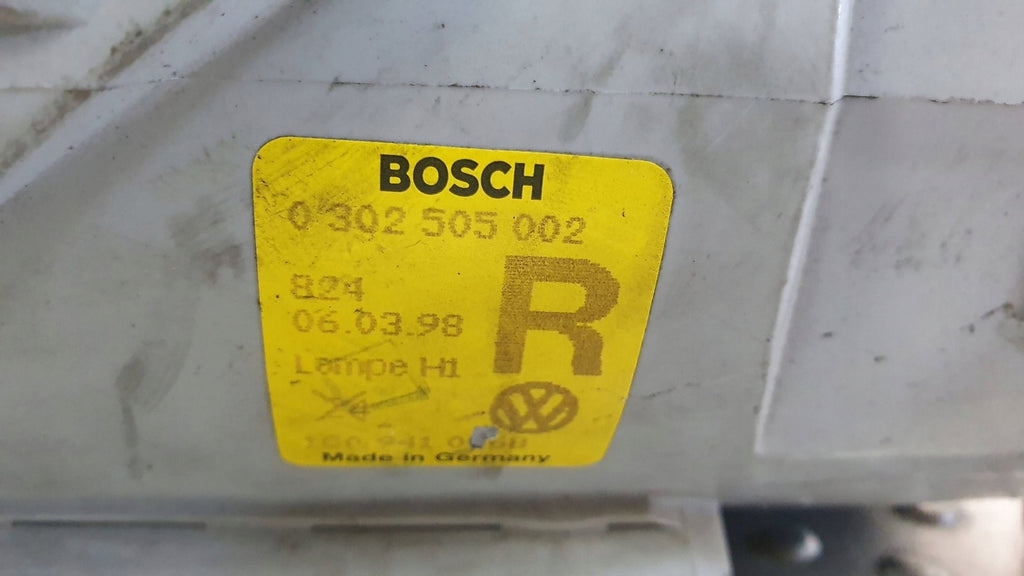 BOSCH
0 302 505 002
824
R
06.03.98
Lampe H1
Made in Germany